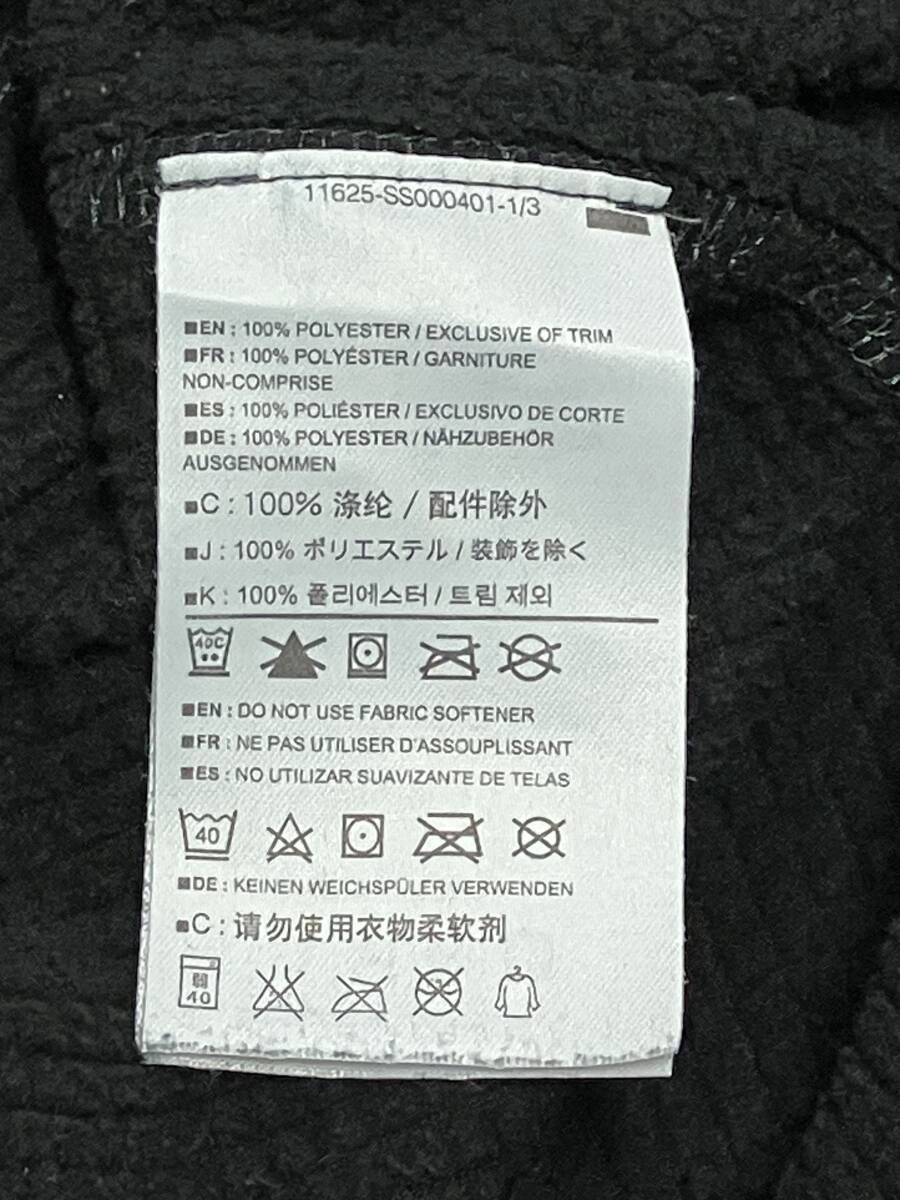 11625-SS000401-1/3
EN : 100% POLYESTER / EXCLUSIVE OF TRIM
FR : 100% POLYÉSTER / GARNITURE
NON-COMPRISE
ES : 100% POLIÉSTER / EXCLUSIVO DE CORTE
DE : 100% POLYESTER / NÄHZUBEHÖR
AUSGENOMMEN
C : 100% 涤纶 / 配件除外
J : 100% ポリエステル / 装飾を除く
K : 100% 폴리에스터 / 트림 제외
40C
EN : DO NOT USE FABRIC SOFTENER
FR : NE PAS UTILISER D'ASSOUPLISSANT
ES : NO UTILIZAR SUAVIZANTE DE TELAS
40
DE : KEINEN WEICHSPÜLER VERWENDEN
C : 请勿使用衣物柔软剂
弱
40